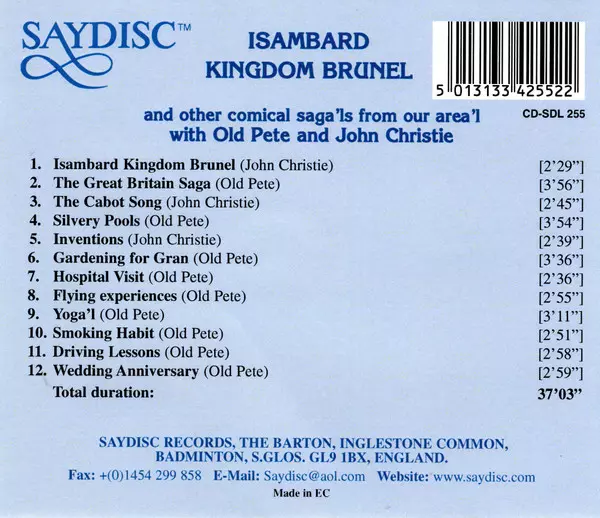 SAYDISC™
ISAMBARD
KINGDOM BRUNEL
5 013133 425522
CD-SDL 255
and other comical saga'ls from our area'l
with Old Pete and John Christie
1. Isambard Kingdom Brunel (John Christie) [2'29”]
2. The Great Britain Saga (Old Pete) [3'56”]
3. The Cabot Song (John Christie) [2'45”]
4. Silvery Pools (Old Pete) [3'54”]
5. Inventions (John Christie) [2'39”]
6. Gardening for Gran (Old Pete) [3'36”]
7. Hospital Visit (Old Pete) [2'36”]
8. Flying experiences (Old Pete) [2'55”]
9. Yoga'l (Old Pete) [3'11”]
10. Smoking Habit (Old Pete) [2'51”]
11. Driving Lessons (Old Pete) [2'58”]
12. Wedding Anniversary (Old Pete) [2'59”]
Total duration: 37'03”
SAYDISC RECORDS, THE BARTON, INGLESTONE COMMON,
BADMINTON, S.GLOS. GL9 1BX, ENGLAND.
Fax: +(0)1454 299 858 E-Mail: Saydisc@aol.com Website: www.saydisc.com
Made in EC